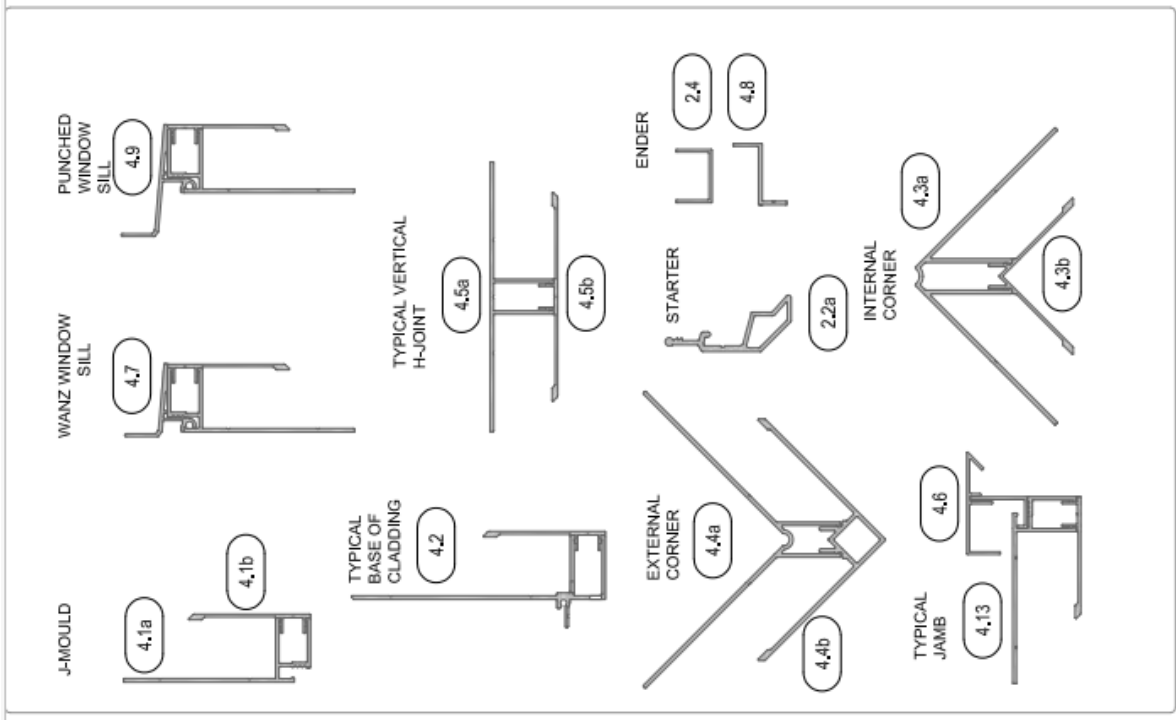 J-MOULD
4.1a
4.1b
WANZ WINDOW
SILL
4.7
PUNCHED
WINDOW
SILL
4.9
TYPICAL
BASE OF
CLADDING
4.2
TYPICAL VERTICAL
H-JOINT
4.5a
4.5b
EXTERNAL
CORNER
4.4a
4.4b
STARTER
2.2a
ENDER
2.4
4.8
TYPICAL
JAMB
4.13
4.6
INTERNAL
CORNER
4.3a
4.3b